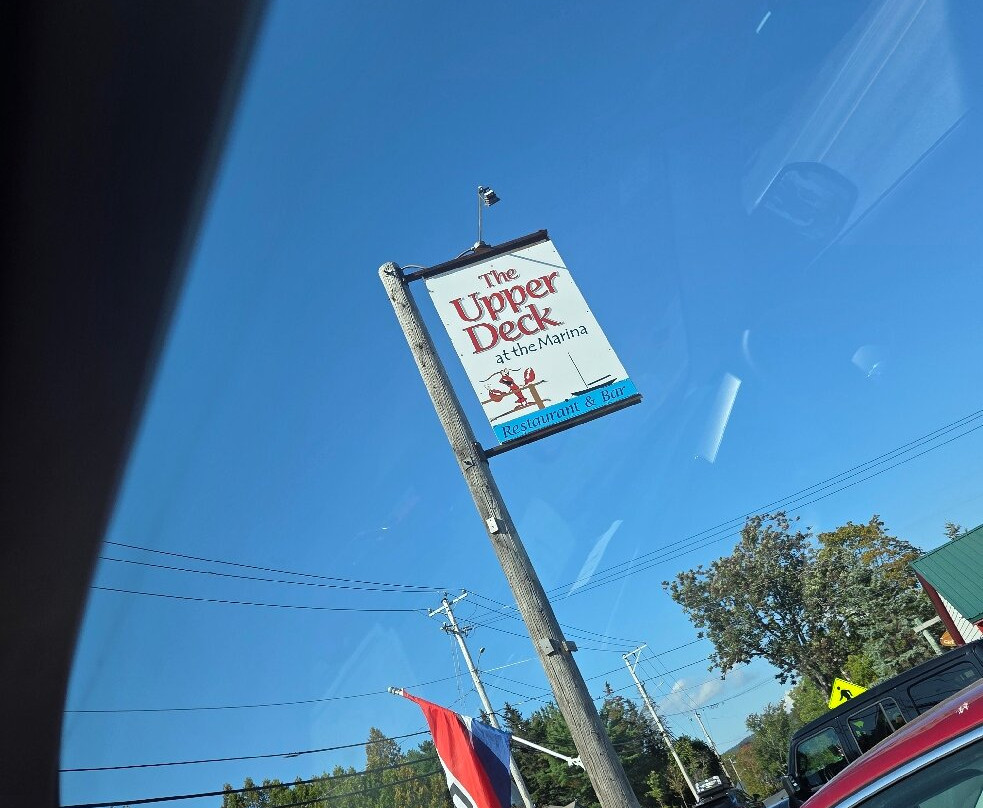 The
Upper
Deck
at the Marina
Restaurant & Bar